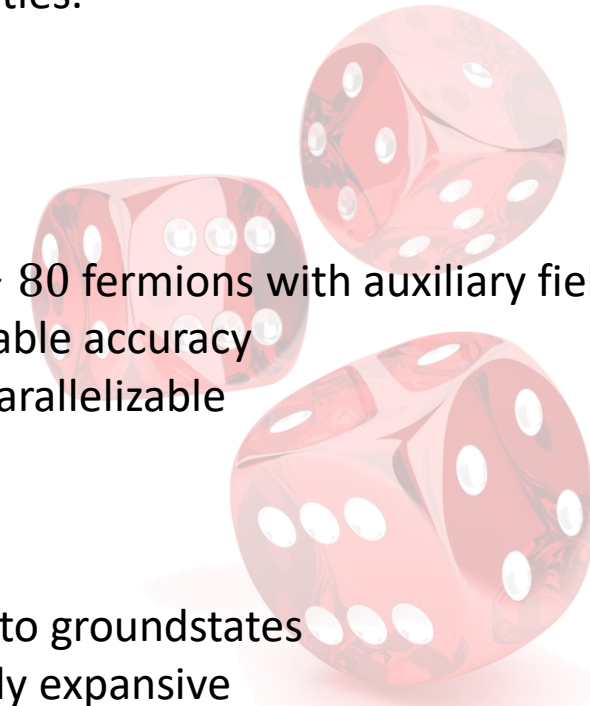 ties.
80 fermions with auxiliary fiel
able accuracy
arallelizable
to groundstates
ly expansive